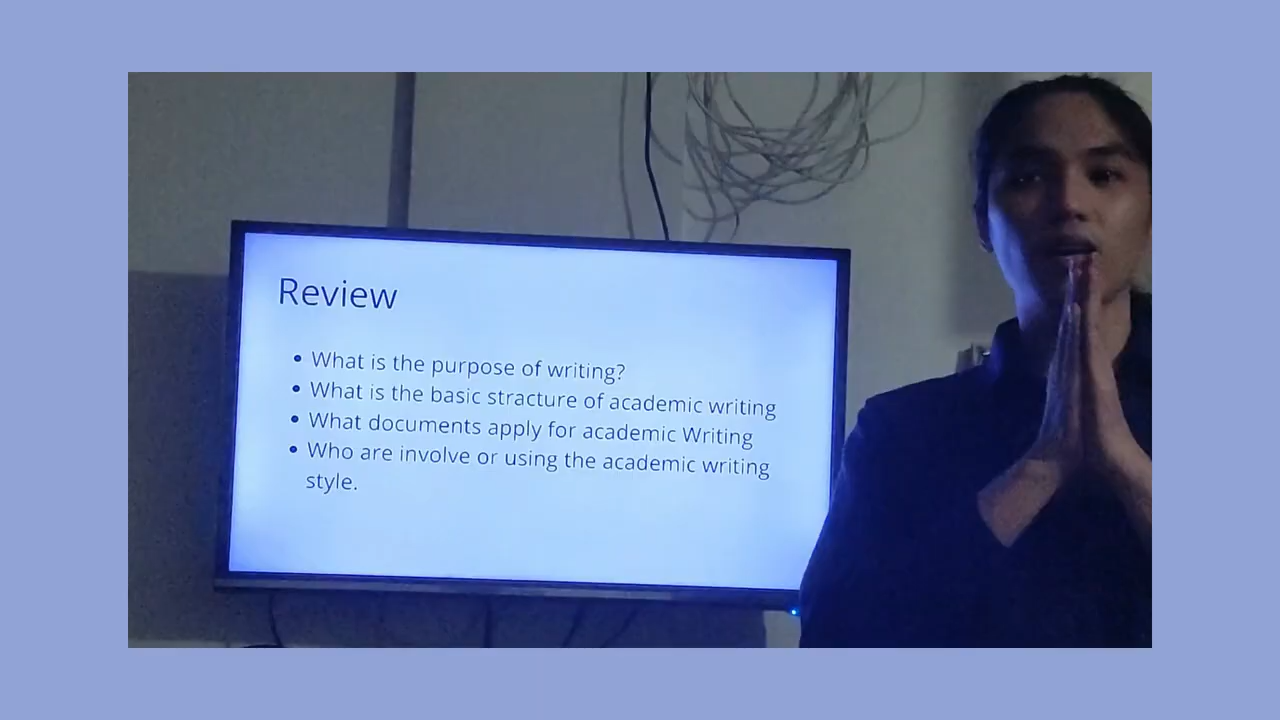 Review
• What is the purpose of writing?
• What is the basic stracture of academic writing
• What documents apply for academic Writing
• Who are involve or using the academic writing
style.